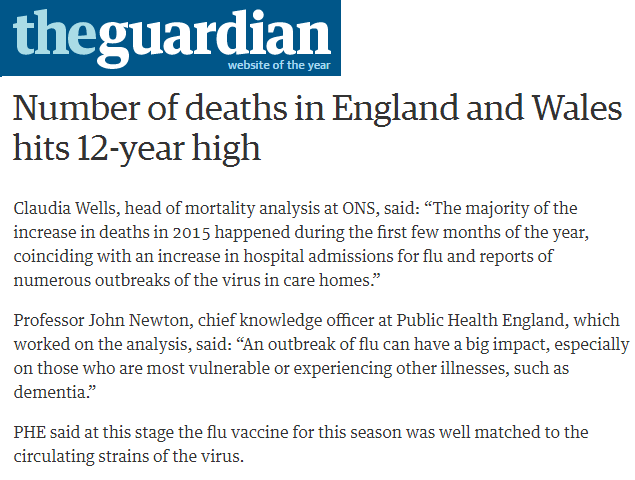 theguardian
website of the year
Number of deaths in England and Wales
hits 12-year high
Claudia Wells, head of mortality analysis at ONS, said: “The majority of the
increase in deaths in 2015 happened during the first few months of the year,
coinciding with an increase in hospital admissions for flu and reports of
numerous outbreaks of the virus in care homes.”
Professor John Newton, chief knowledge officer at Public Health England, which
worked on the analysis, said: “An outbreak of flu can have a big impact, especially
on those who are most vulnerable or experiencing other illnesses, such as
dementia.”
PHE said at this stage the flu vaccine for this season was well matched to the
circulating strains of the virus.